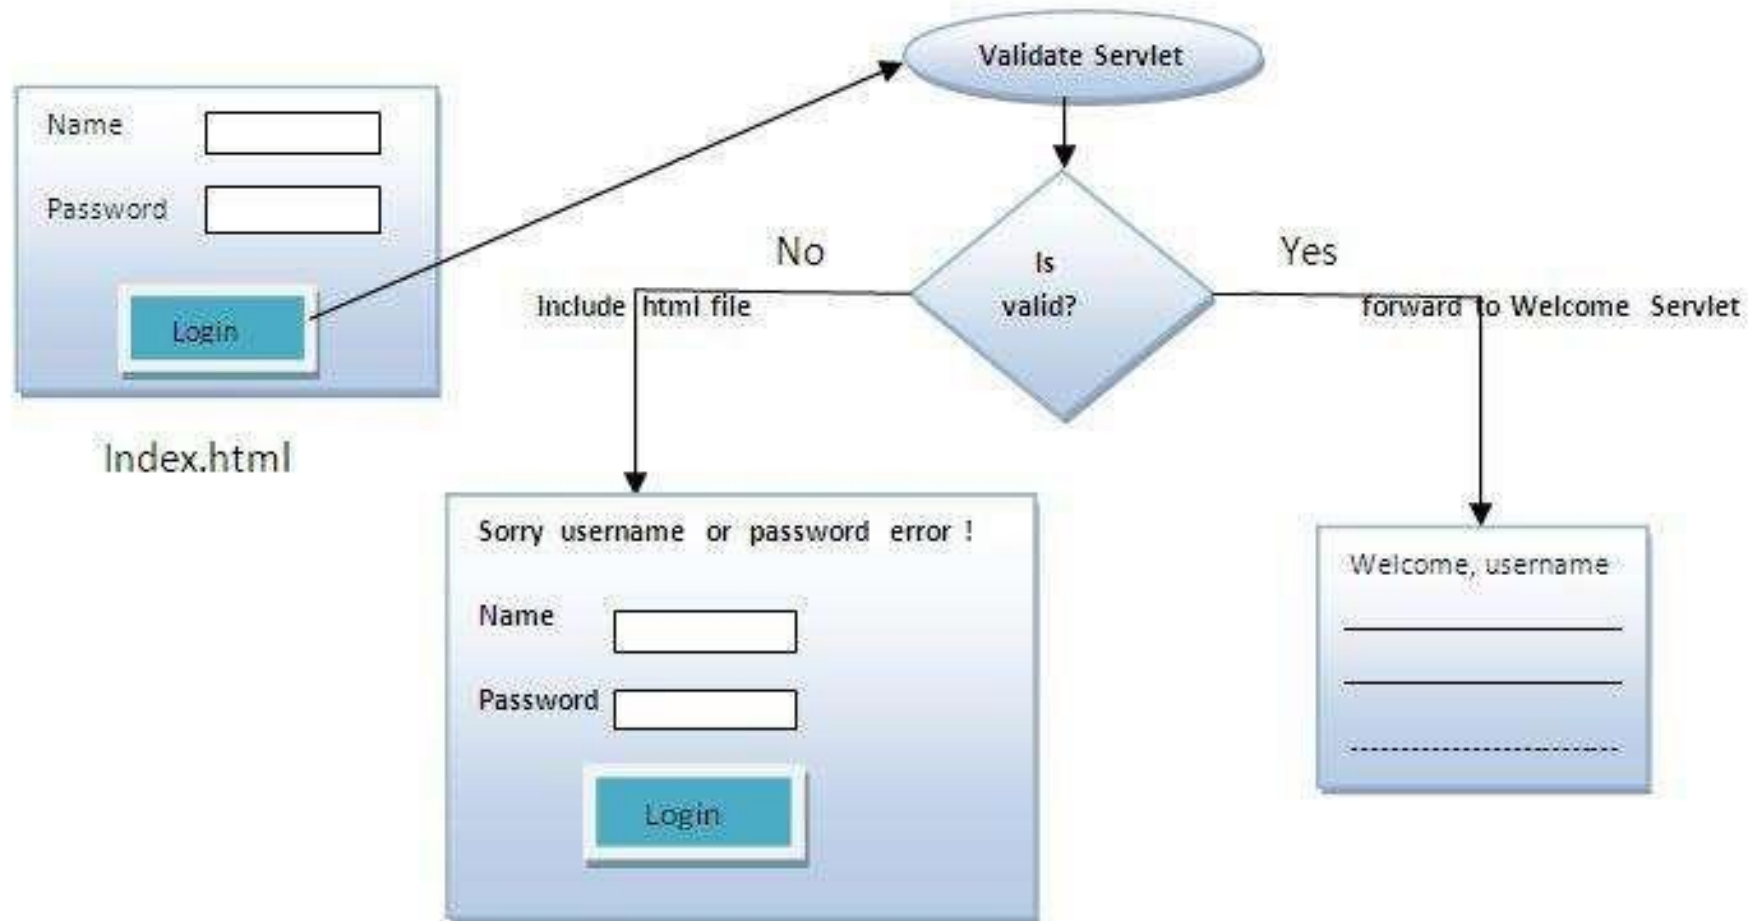 Validate Servlet
Name
Password
Login
Index.html
No
Yes
Is
valid?
Include html file
forward to Welcome Servlet
Sorry username or password error !
Name
Password
Login
Welcome, username